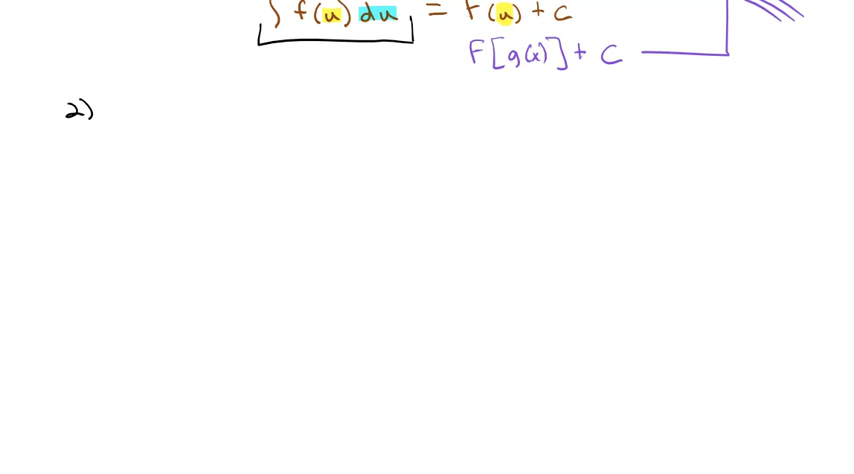 ∫ f(u) du = F(u) + C
F[g(x)] + C
2)